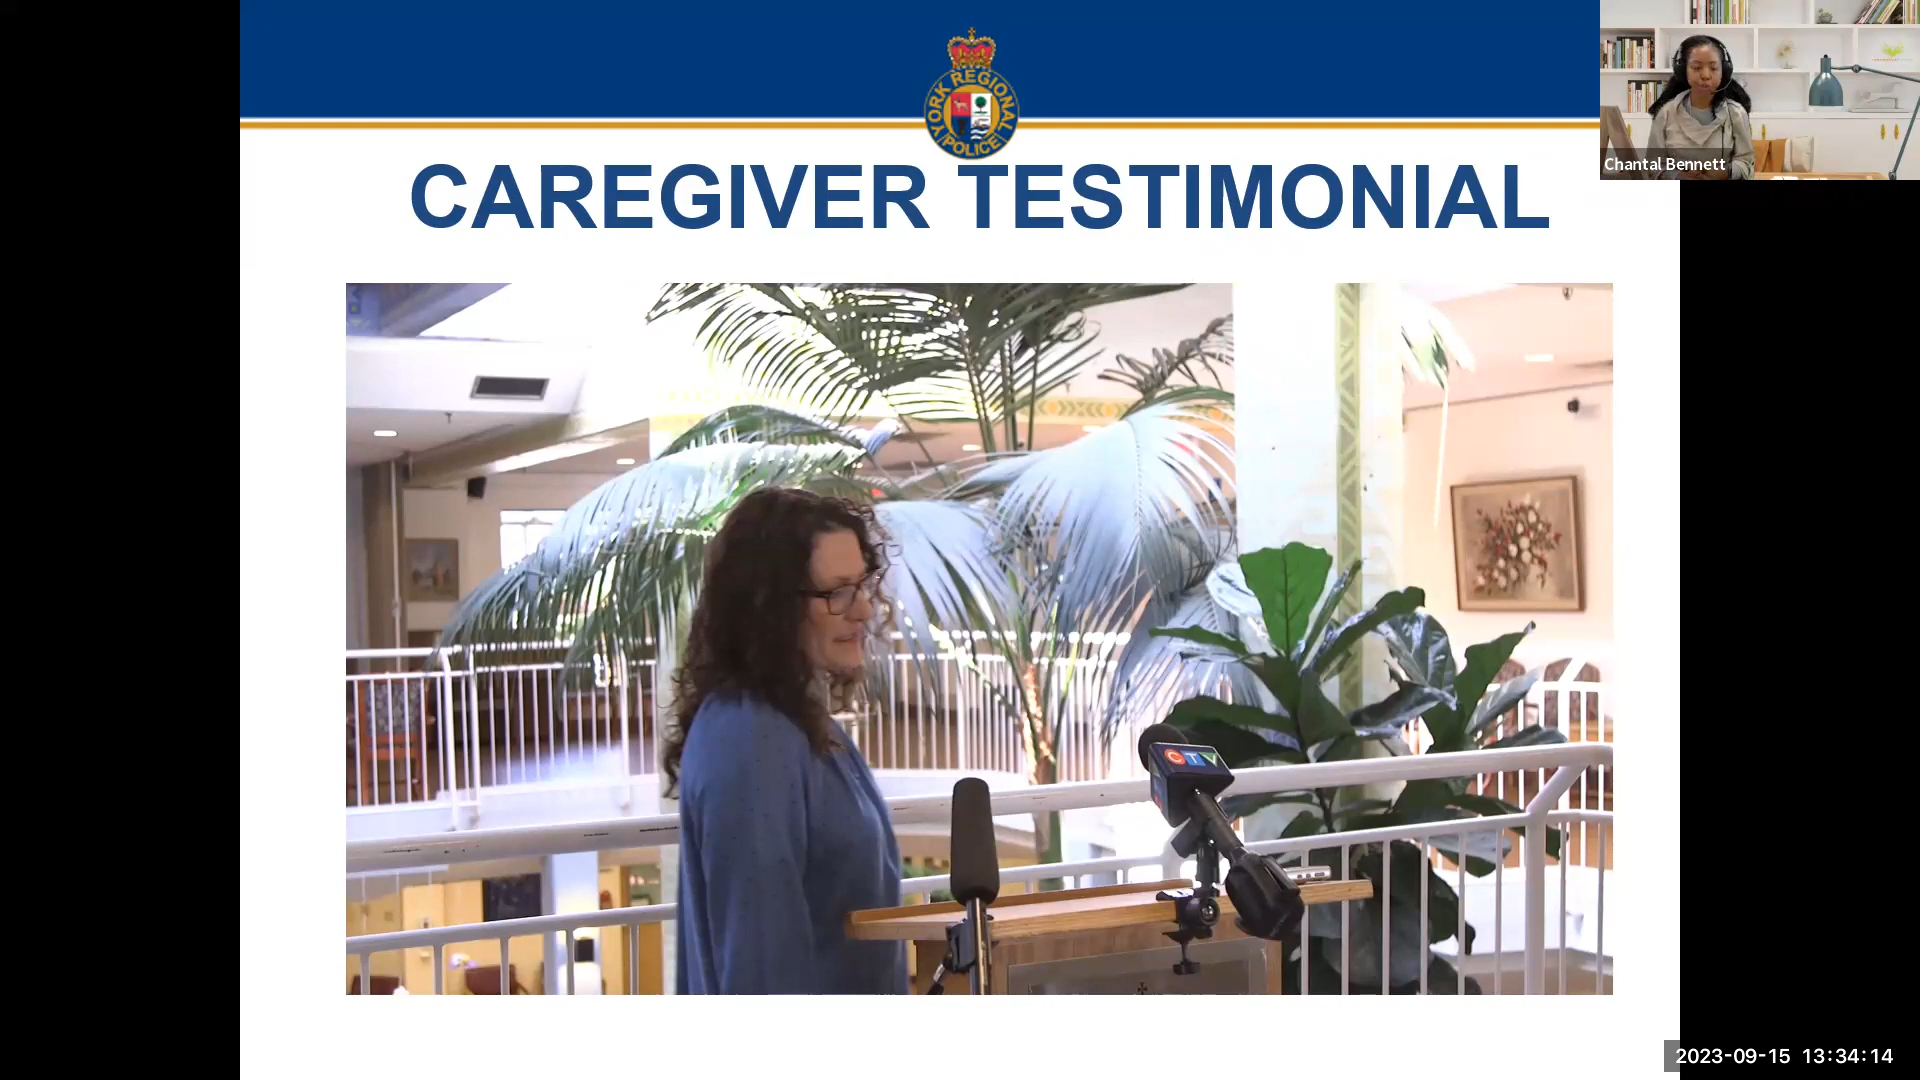 YORK REGIONAL
POLICE
Chantal Bennett
CAREGIVER TESTIMONIAL
CTV
2023-09-15 13:34:14